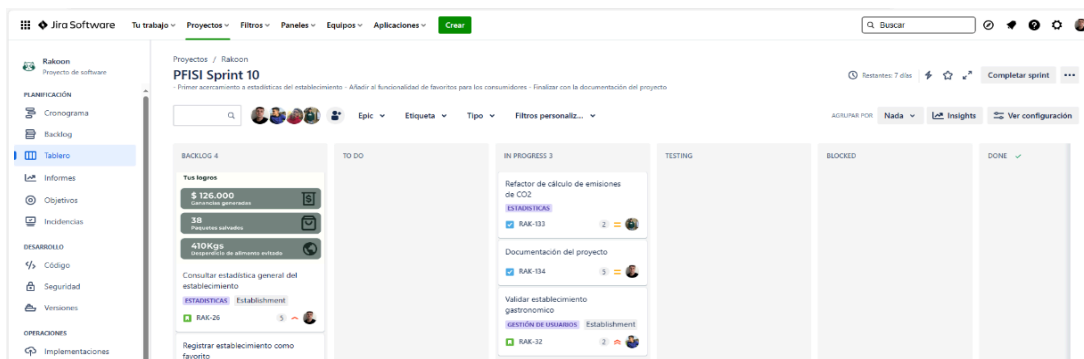 Jira Software Tu trabajo Proyectos Filtros Paneles Equipos Aplicaciones Crear Buscar
Rakoon
Proyecto de software
PLANIFICACIÓN
Cronograma
Backlog
Tablero
Informes
Objetivos
Incidencias
DESARROLLO
Código
Seguridad
Versiones
OPERACIONES
Implementaciones
Proyectos / Rakoon
PFISI Sprint 10
- Primer acercamiento a estadísticas del establecimiento - Añadir al funcionalidad de favoritos para los consumidores - Finalizar con la documentación del proyecto
Restantes: 7 días
Completar sprint
Epic Etiqueta Tipo Filtros personaliz...
AGRUPAR POR Nada Insights Ver configuración
BACKLOG 4
Tus logros
$ 126.000
Ganancias generadas
38
Paquetes salvados
410Kgs
Desperdicio de alimento evitado
Consultar estadística general del
establecimiento
ESTADISTICAS Establishment
RAK-26 5
Registrar establecimiento como
favorito
TO DO
IN PROGRESS 3
Refactor de cálculo de emisiones
de CO2
ESTADISTICAS
RAK-133 2
Documentación del proyecto
RAK-134 5
Validar establecimiento
gastronomico
GESTIÓN DE USUARIOS Establishment
RAK-32 2
TESTING
BLOCKED
DONE